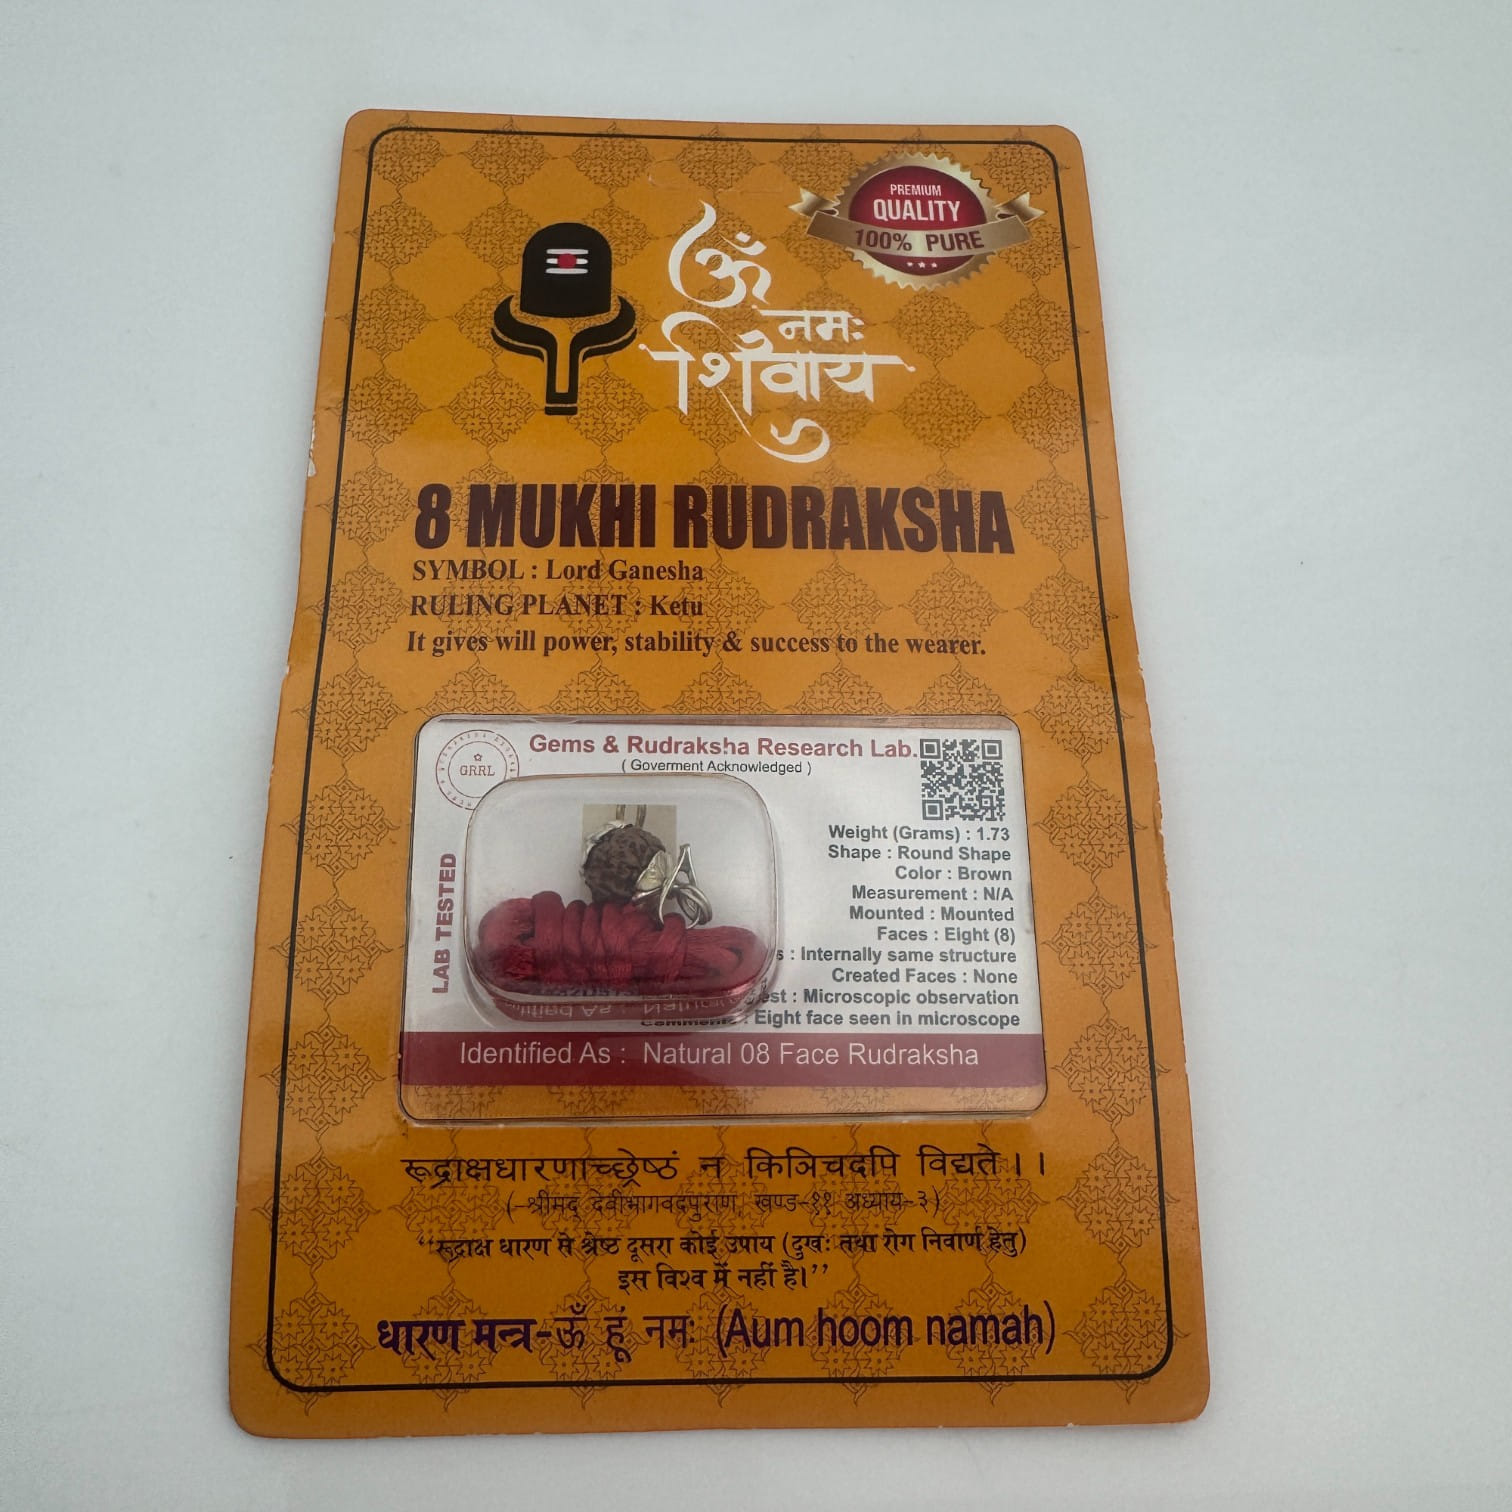 PREMIUM
QUALITY
100% PURE
ॐ
नमः
शिवाय
8 MUKHI RUDRAKSHA
SYMBOL : Lord Ganesha
RULING PLANET : Ketu
It gives will power, stability & success to the wearer.
GRRL
Gems & Rudraksha Research Lab.
( Goverment Acknowledged )
LAB TESTED
Weight (Grams) : 1.73
Shape : Round Shape
Color : Brown
Measurement : N/A
Mounted : Mounted
Faces : Eight (8)
: Internally same structure
Created Faces : None
: Microscopic observation
Comments : Eight face seen in microscope
Identified As : Natural 08 Face Rudraksha
रूद्राक्षधारणाच्छ्रेष्ठं न किञिचदपि विद्यते।।
(-श्रीमद् देवीभागवदपुराण, खण्ड-११ अध्याय-३)
“रूद्राक्ष धारण से श्रेष्ठ दूसरा कोई उपाय (दुखः तथा रोग निवार्ण हेतु)
इस विश्व में नहीं है।”
धारण मन्त्र-ॐ हूं नमः (Aum hoom namah)